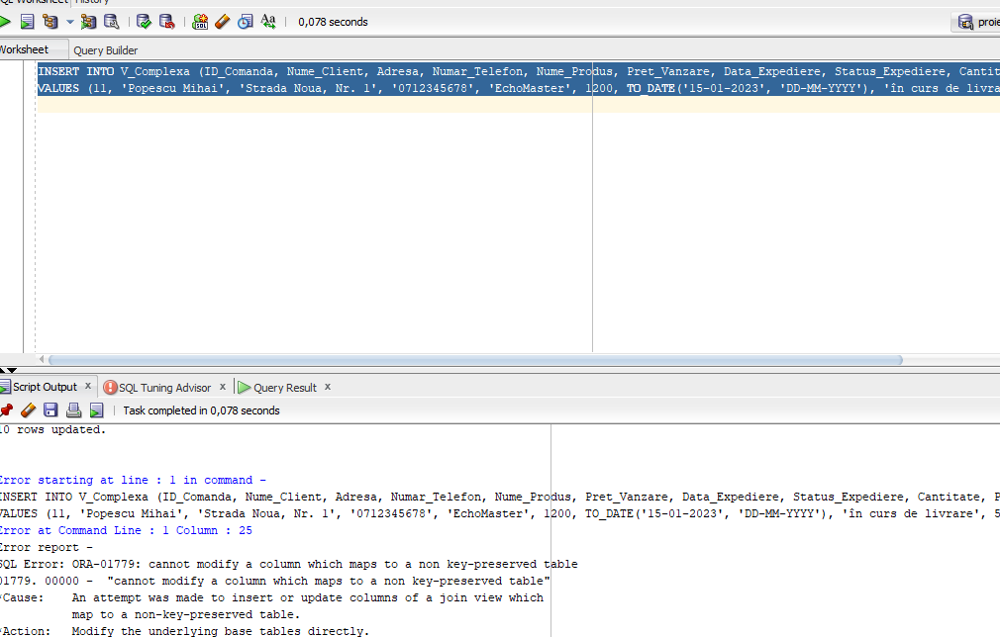 QL Worksheet History
0,078 seconds
Worksheet Query Builder
INSERT INTO V_Complexa (ID_Comanda, Nume_Client, Adresa, Numar_Telefon, Nume_Produs, Pret_Vanzare, Data_Expediere, Status_Expediere, Cantit
VALUES (11, 'Popescu Mihai', 'Strada Noua, Nr. 1', '0712345678', 'EchoMaster', 1200, TO_DATE('15-01-2023', 'DD-MM-YYYY'), 'în curs de livra
Script Output x SQL Tuning Advisor x Query Result x
Task completed in 0,078 seconds
10 rows updated.
Error starting at line : 1 in command -
INSERT INTO V_Complexa (ID_Comanda, Nume_Client, Adresa, Numar_Telefon, Nume_Produs, Pret_Vanzare, Data_Expediere, Status_Expediere, Cantitate, P
VALUES (11, 'Popescu Mihai', 'Strada Noua, Nr. 1', '0712345678', 'EchoMaster', 1200, TO_DATE('15-01-2023', 'DD-MM-YYYY'), 'în curs de livrare', 5
Error at Command Line : 1 Column : 25
Error report -
SQL Error: ORA-01779: cannot modify a column which maps to a non key-preserved table
01779. 00000 - "cannot modify a column which maps to a non key-preserved table"
*Cause: An attempt was made to insert or update columns of a join view which
map to a non-key-preserved table.
*Action: Modify the underlying base tables directly.